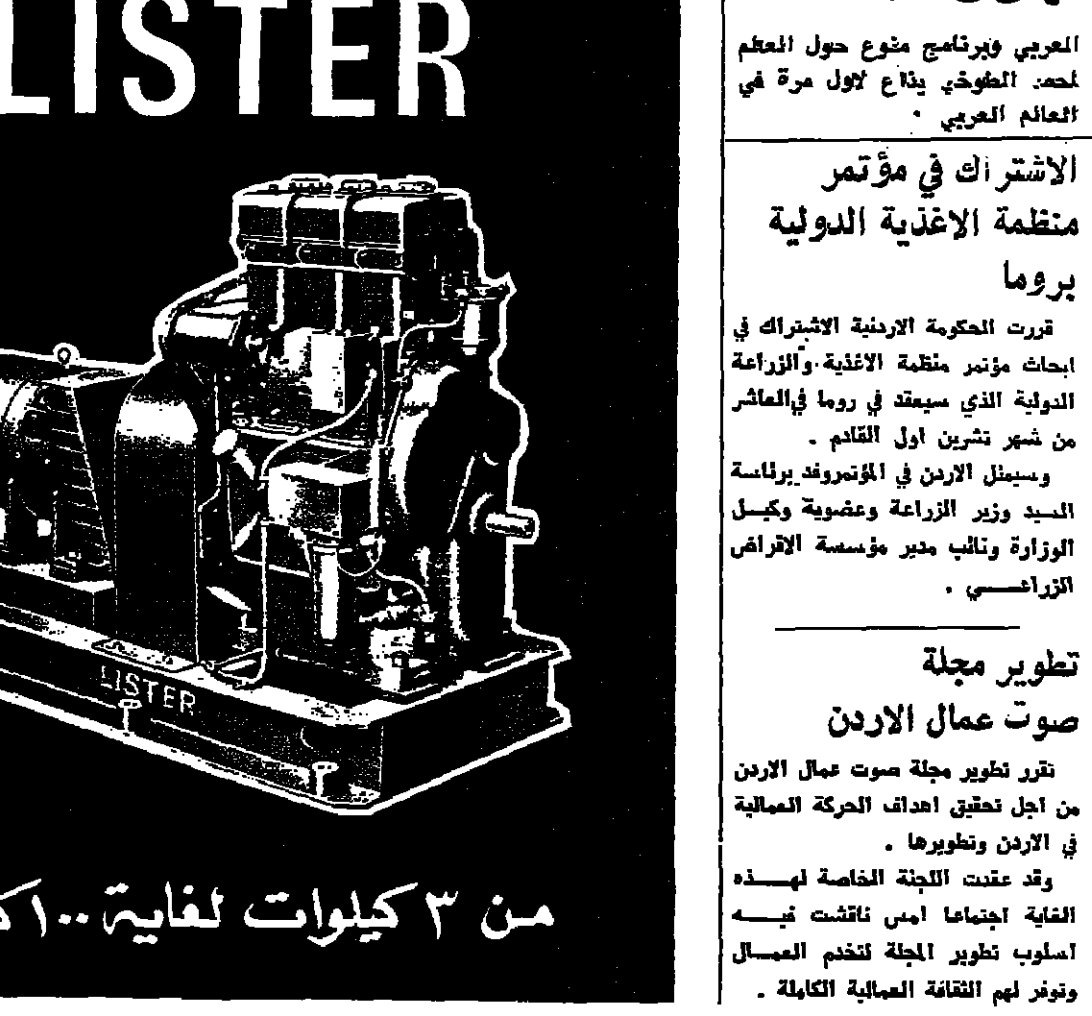 العربي وبرنامج منوع حول المعلم
احمد الطوخي يذاع لاول مرة في
العالم العربي .
الاشتراك في مؤتمر
منظمة الاغذية الدولية
بروما
قررت الحكومة الاردنية الاشتراك في
ابحاث مؤتمر منظمة الاغذية والزراعة
الدولية الذي سيعقد في روما في العاشر
من شهر تشرين اول القادم .
وسيمثل الاردن في المؤتمر وفد برئاسة
السيد وزير الزراعة وعضوية وكيل
الوزارة ونائب مدير مؤسسة الاقراض
الزراعي .
تطوير مجلة
صوت عمال الاردن
تقرر تطوير مجلة صوت عمال الاردن
من اجل تحقيق اهداف الحركة العمالية
في الاردن وتطويرها .
وقد عقدت اللجنة الخاصة لهذه
الغاية اجتماعا امس ناقشت فيه
اسلوب تطوير المجلة لتخدم العمال
وتوفر لهم الثقافة العمالية الكاملة .
LISTER
LISTER
من ٣ كيلوات لغاية ١٠٠